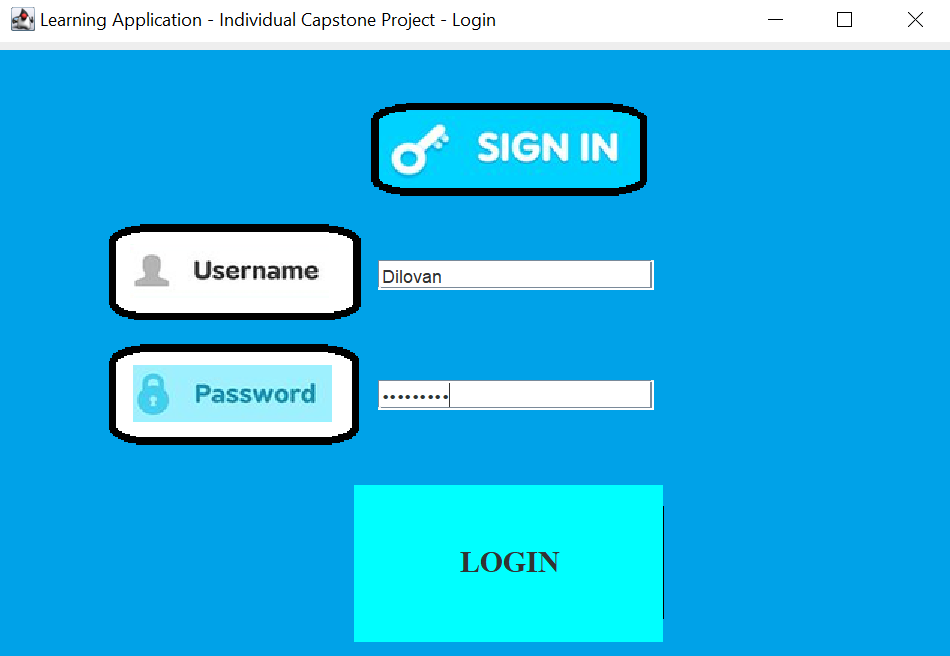 Learning Application - Individual Capstone Project - Login
SIGN IN
Username
Dilovan
Password
•••••••••
LOGIN